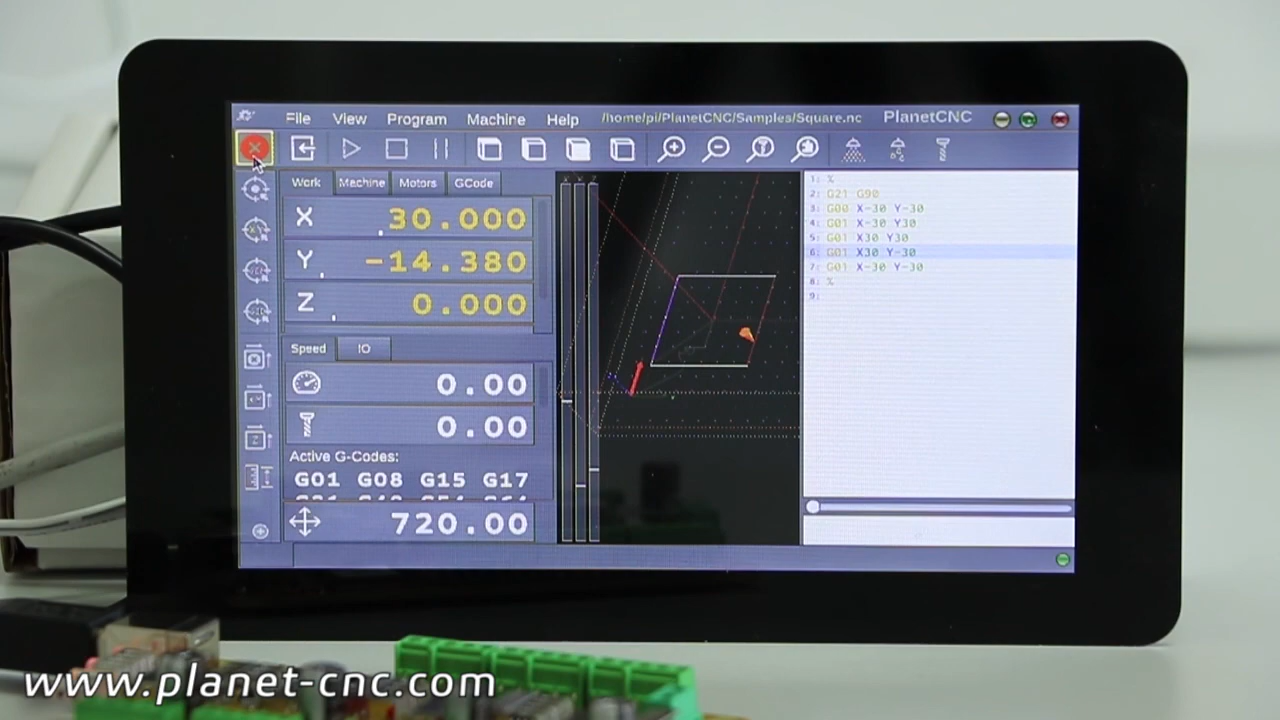 File View Program Machine Help /home/pi/PlanetCNC/Samples/Square.nc PlanetCNC
Work Machine Motors GCode
X 30.000
Y -14.380
Z 0.000
Speed IO
0.00
0.00
Active G-Codes:
G01 G08 G15 G17
720.00
1: %
2: G21 G90
3: G00 X-30 Y-30
4: G01 X-30 Y30
5: G01 X30 Y30
6: G01 X30 Y-30
7: G01 X-30 Y-30
8: %
9:
www.planet-cnc.com